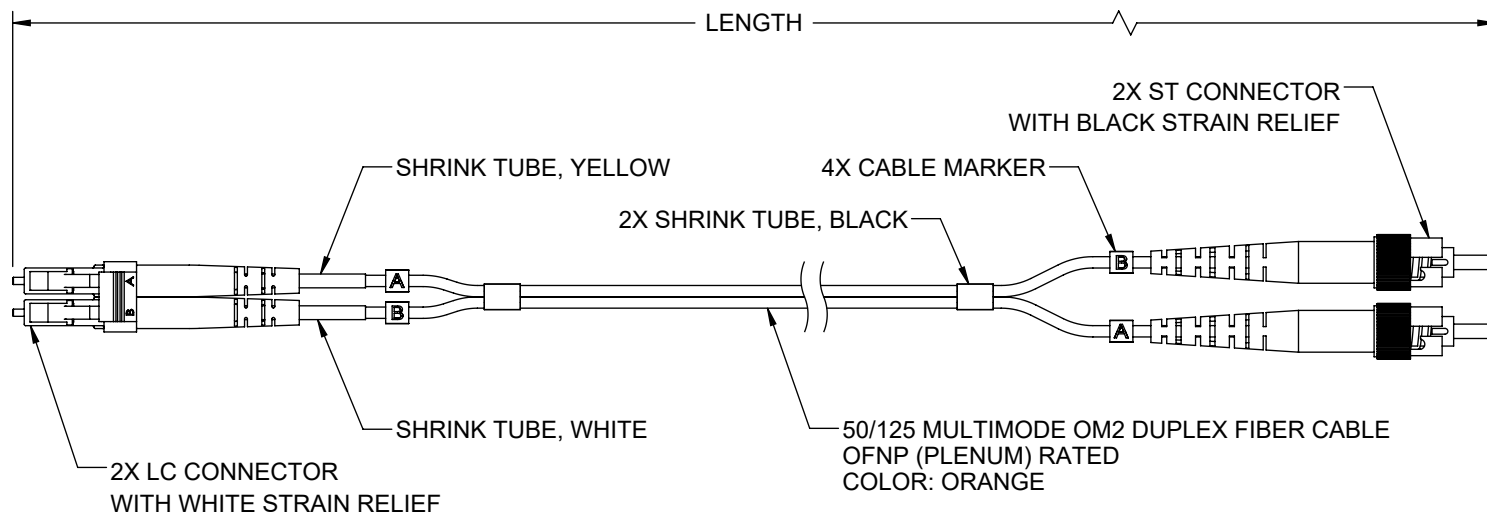 LENGTH
2X ST CONNECTOR
WITH BLACK STRAIN RELIEF
SHRINK TUBE, YELLOW
4X CABLE MARKER
2X SHRINK TUBE, BLACK
B
A
A
B
B
A
SHRINK TUBE, WHITE
50/125 MULTIMODE OM2 DUPLEX FIBER CABLE
OFNP (PLENUM) RATED
COLOR: ORANGE
2X LC CONNECTOR
WITH WHITE STRAIN RELIEF